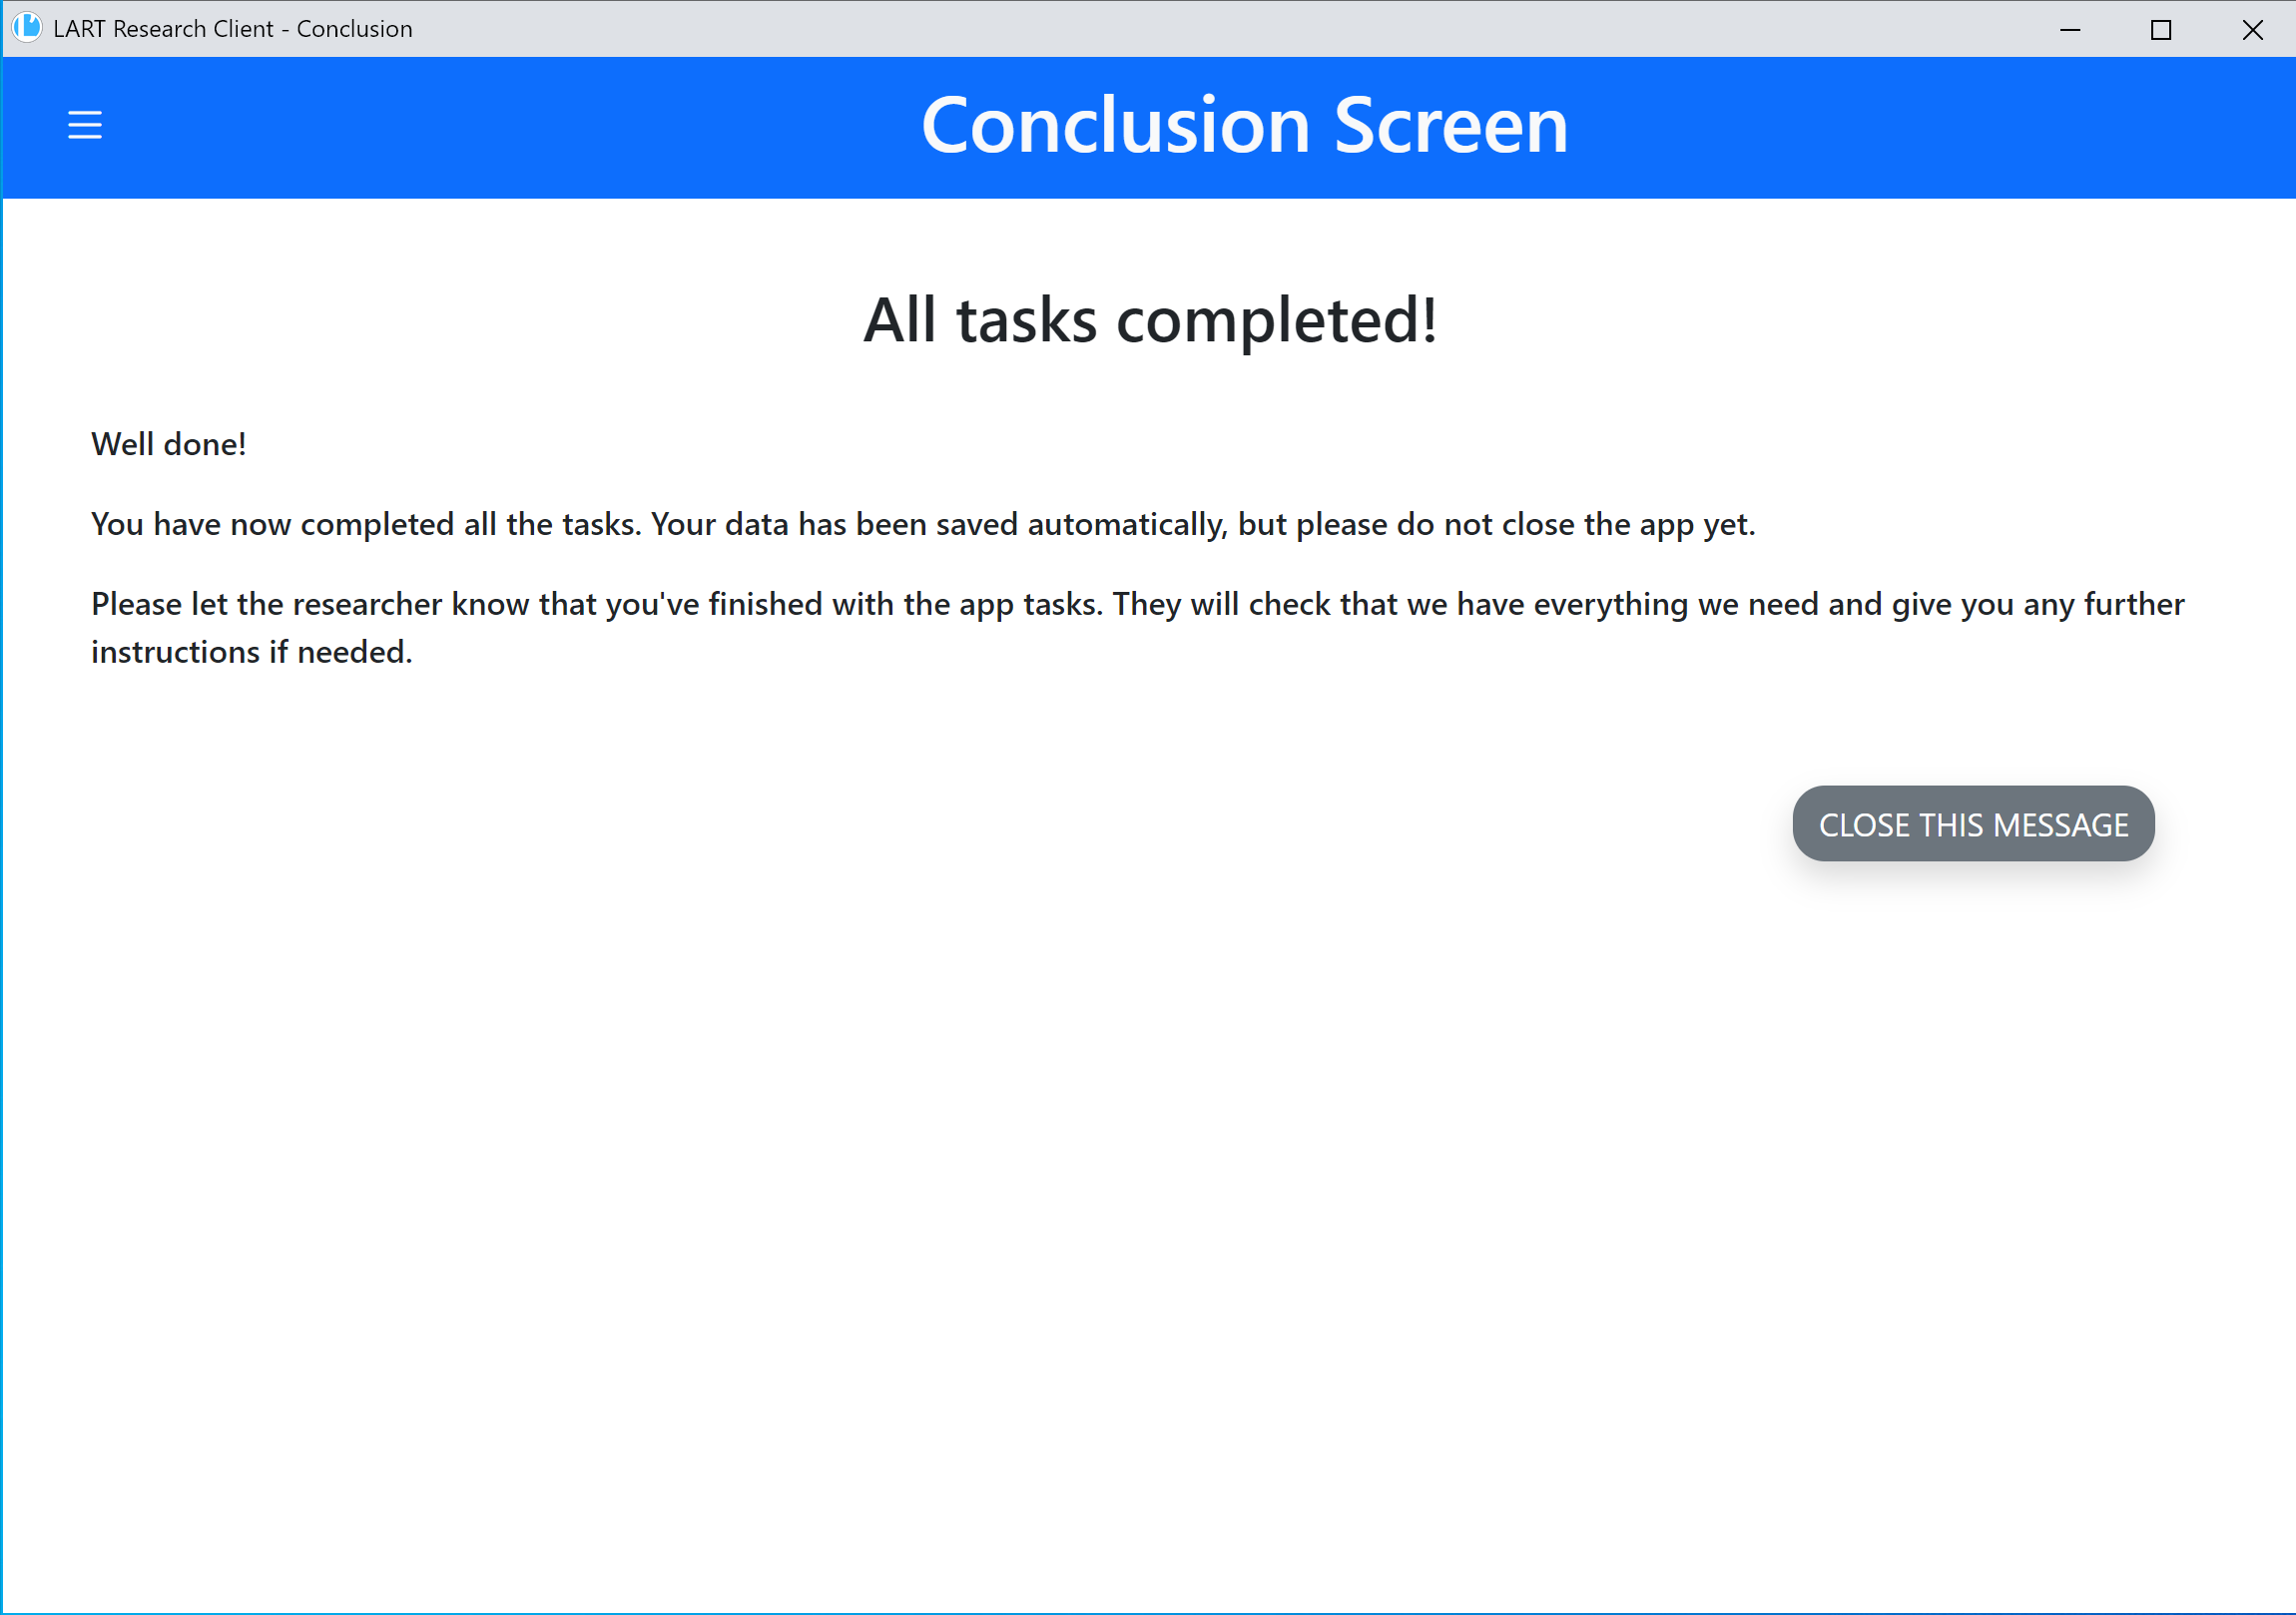 LART Research Client - Conclusion
Conclusion Screen
All tasks completed!
Well done!
You have now completed all the tasks. Your data has been saved automatically, but please do not close the app yet.
Please let the researcher know that you've finished with the app tasks. They will check that we have everything we need and give you any further
instructions if needed.
CLOSE THIS MESSAGE